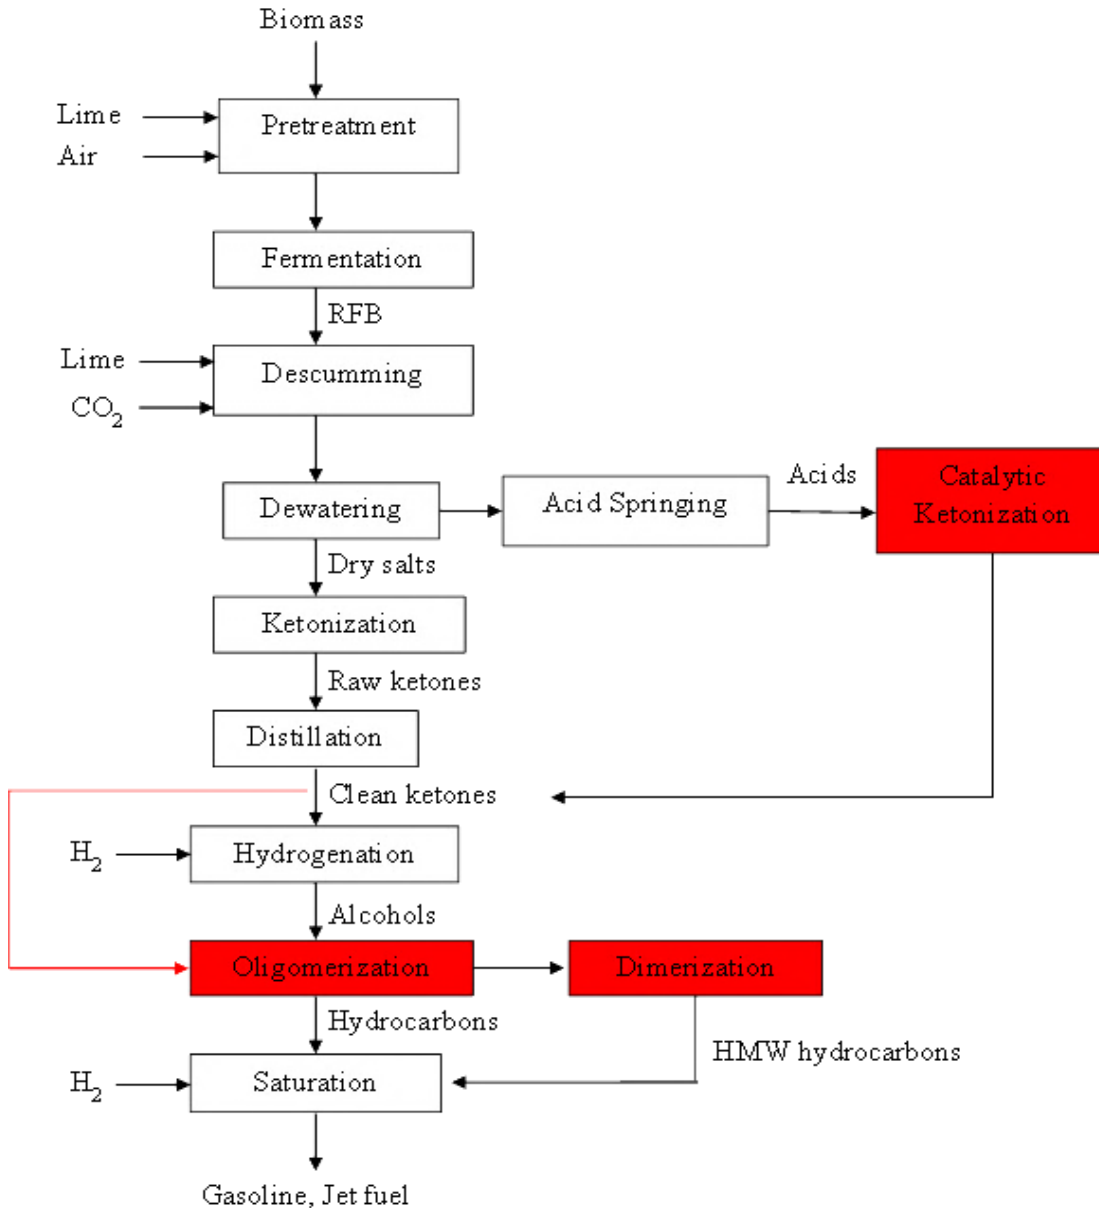 Biomass
Lime
Pretreatment
Air
Fermentation
RFB
Lime
Descumming
CO2
Acids
Catalytic
Ketonization
Dewatering
Acid Springing
Dry salts
Ketonization
Raw ketones
Distillation
Clean ketones
H2
Hydrogenation
Alcohols
Oligomerization
Dimerization
Hydrocarbons
HMW hydrocarbons
H2
Saturation
Gasoline, Jet fuel